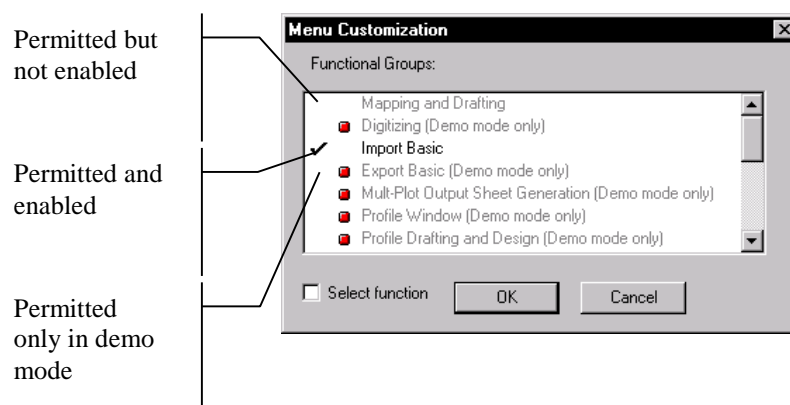 Permitted but
not enabled
Permitted and
enabled
Permitted
only in demo
mode
Menu Customization
Functional Groups:
Mapping and Drafting
Digitizing (Demo mode only)
Import Basic
Export Basic (Demo mode only)
Mult-Plot Output Sheet Generation (Demo mode only)
Profile Window (Demo mode only)
Profile Drafting and Design (Demo mode only)
Select function
OK
Cancel